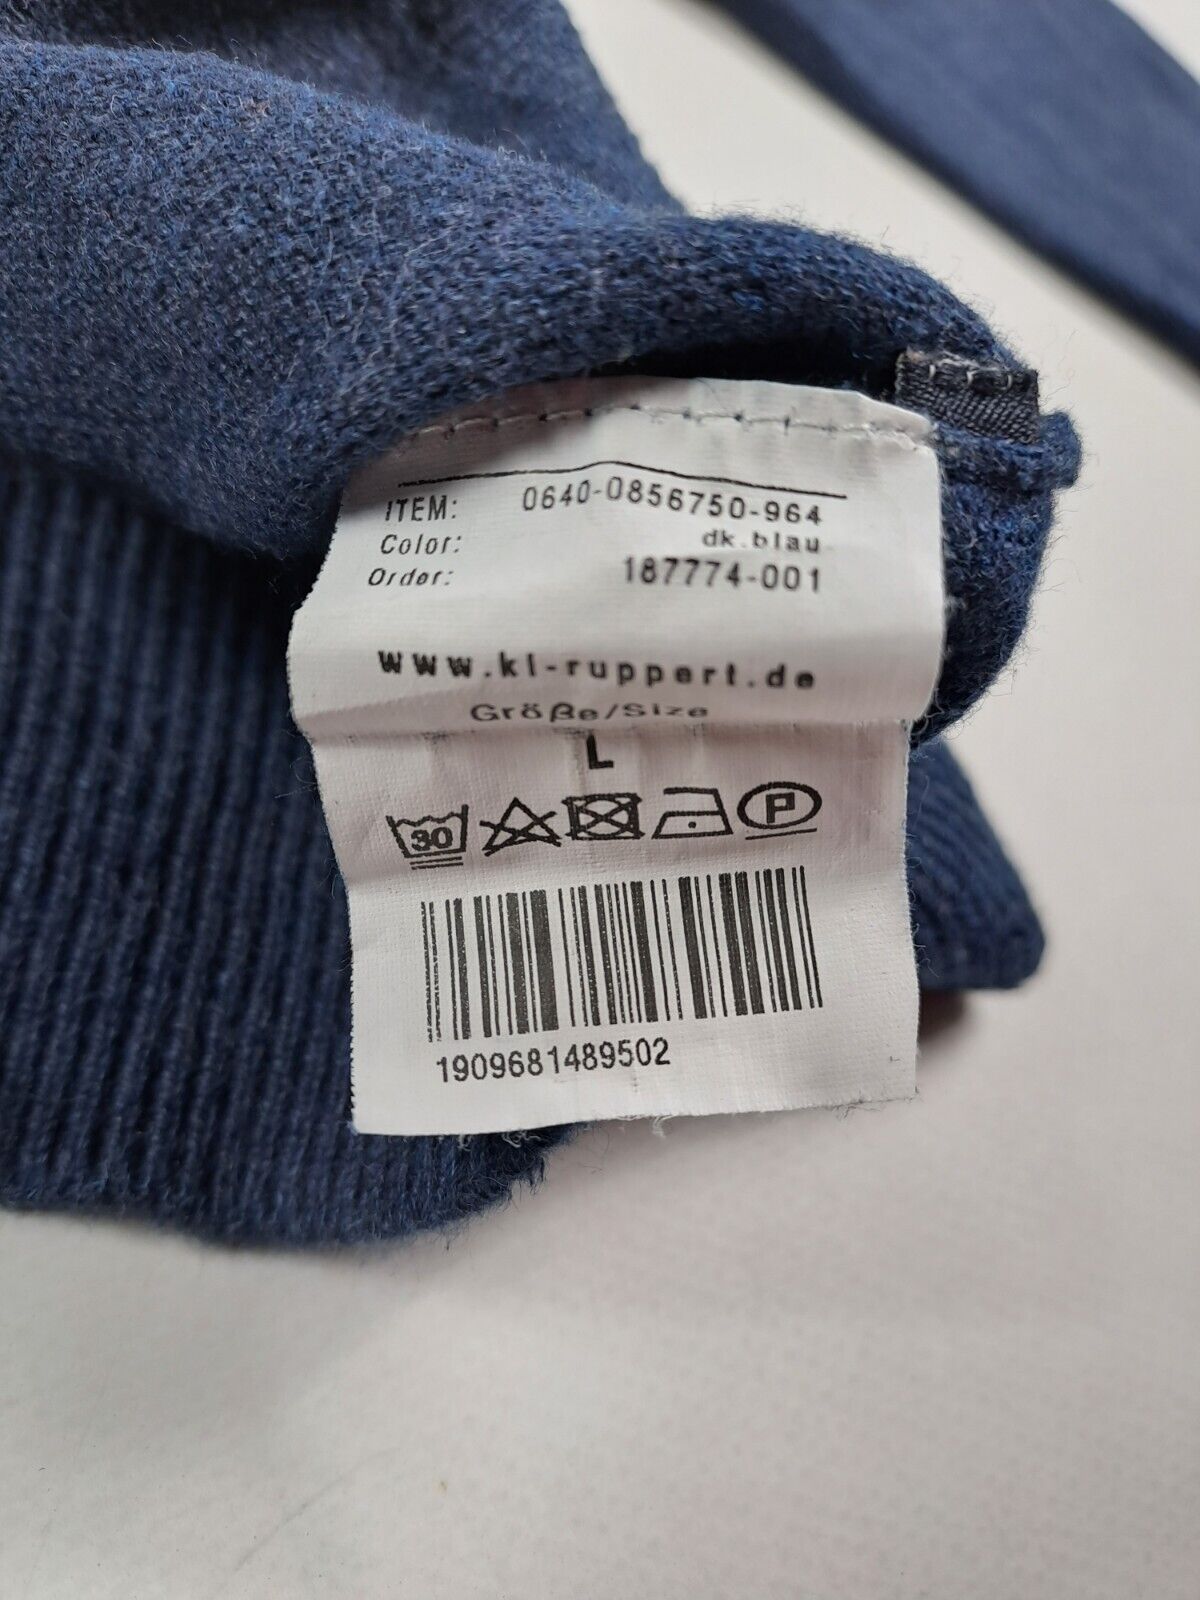 ITEM: 0640-0856750-964
Color: dk.blau
Order: 187774-001
www.kl-ruppert.de
Größe/Size
L
30 P
1909681489502